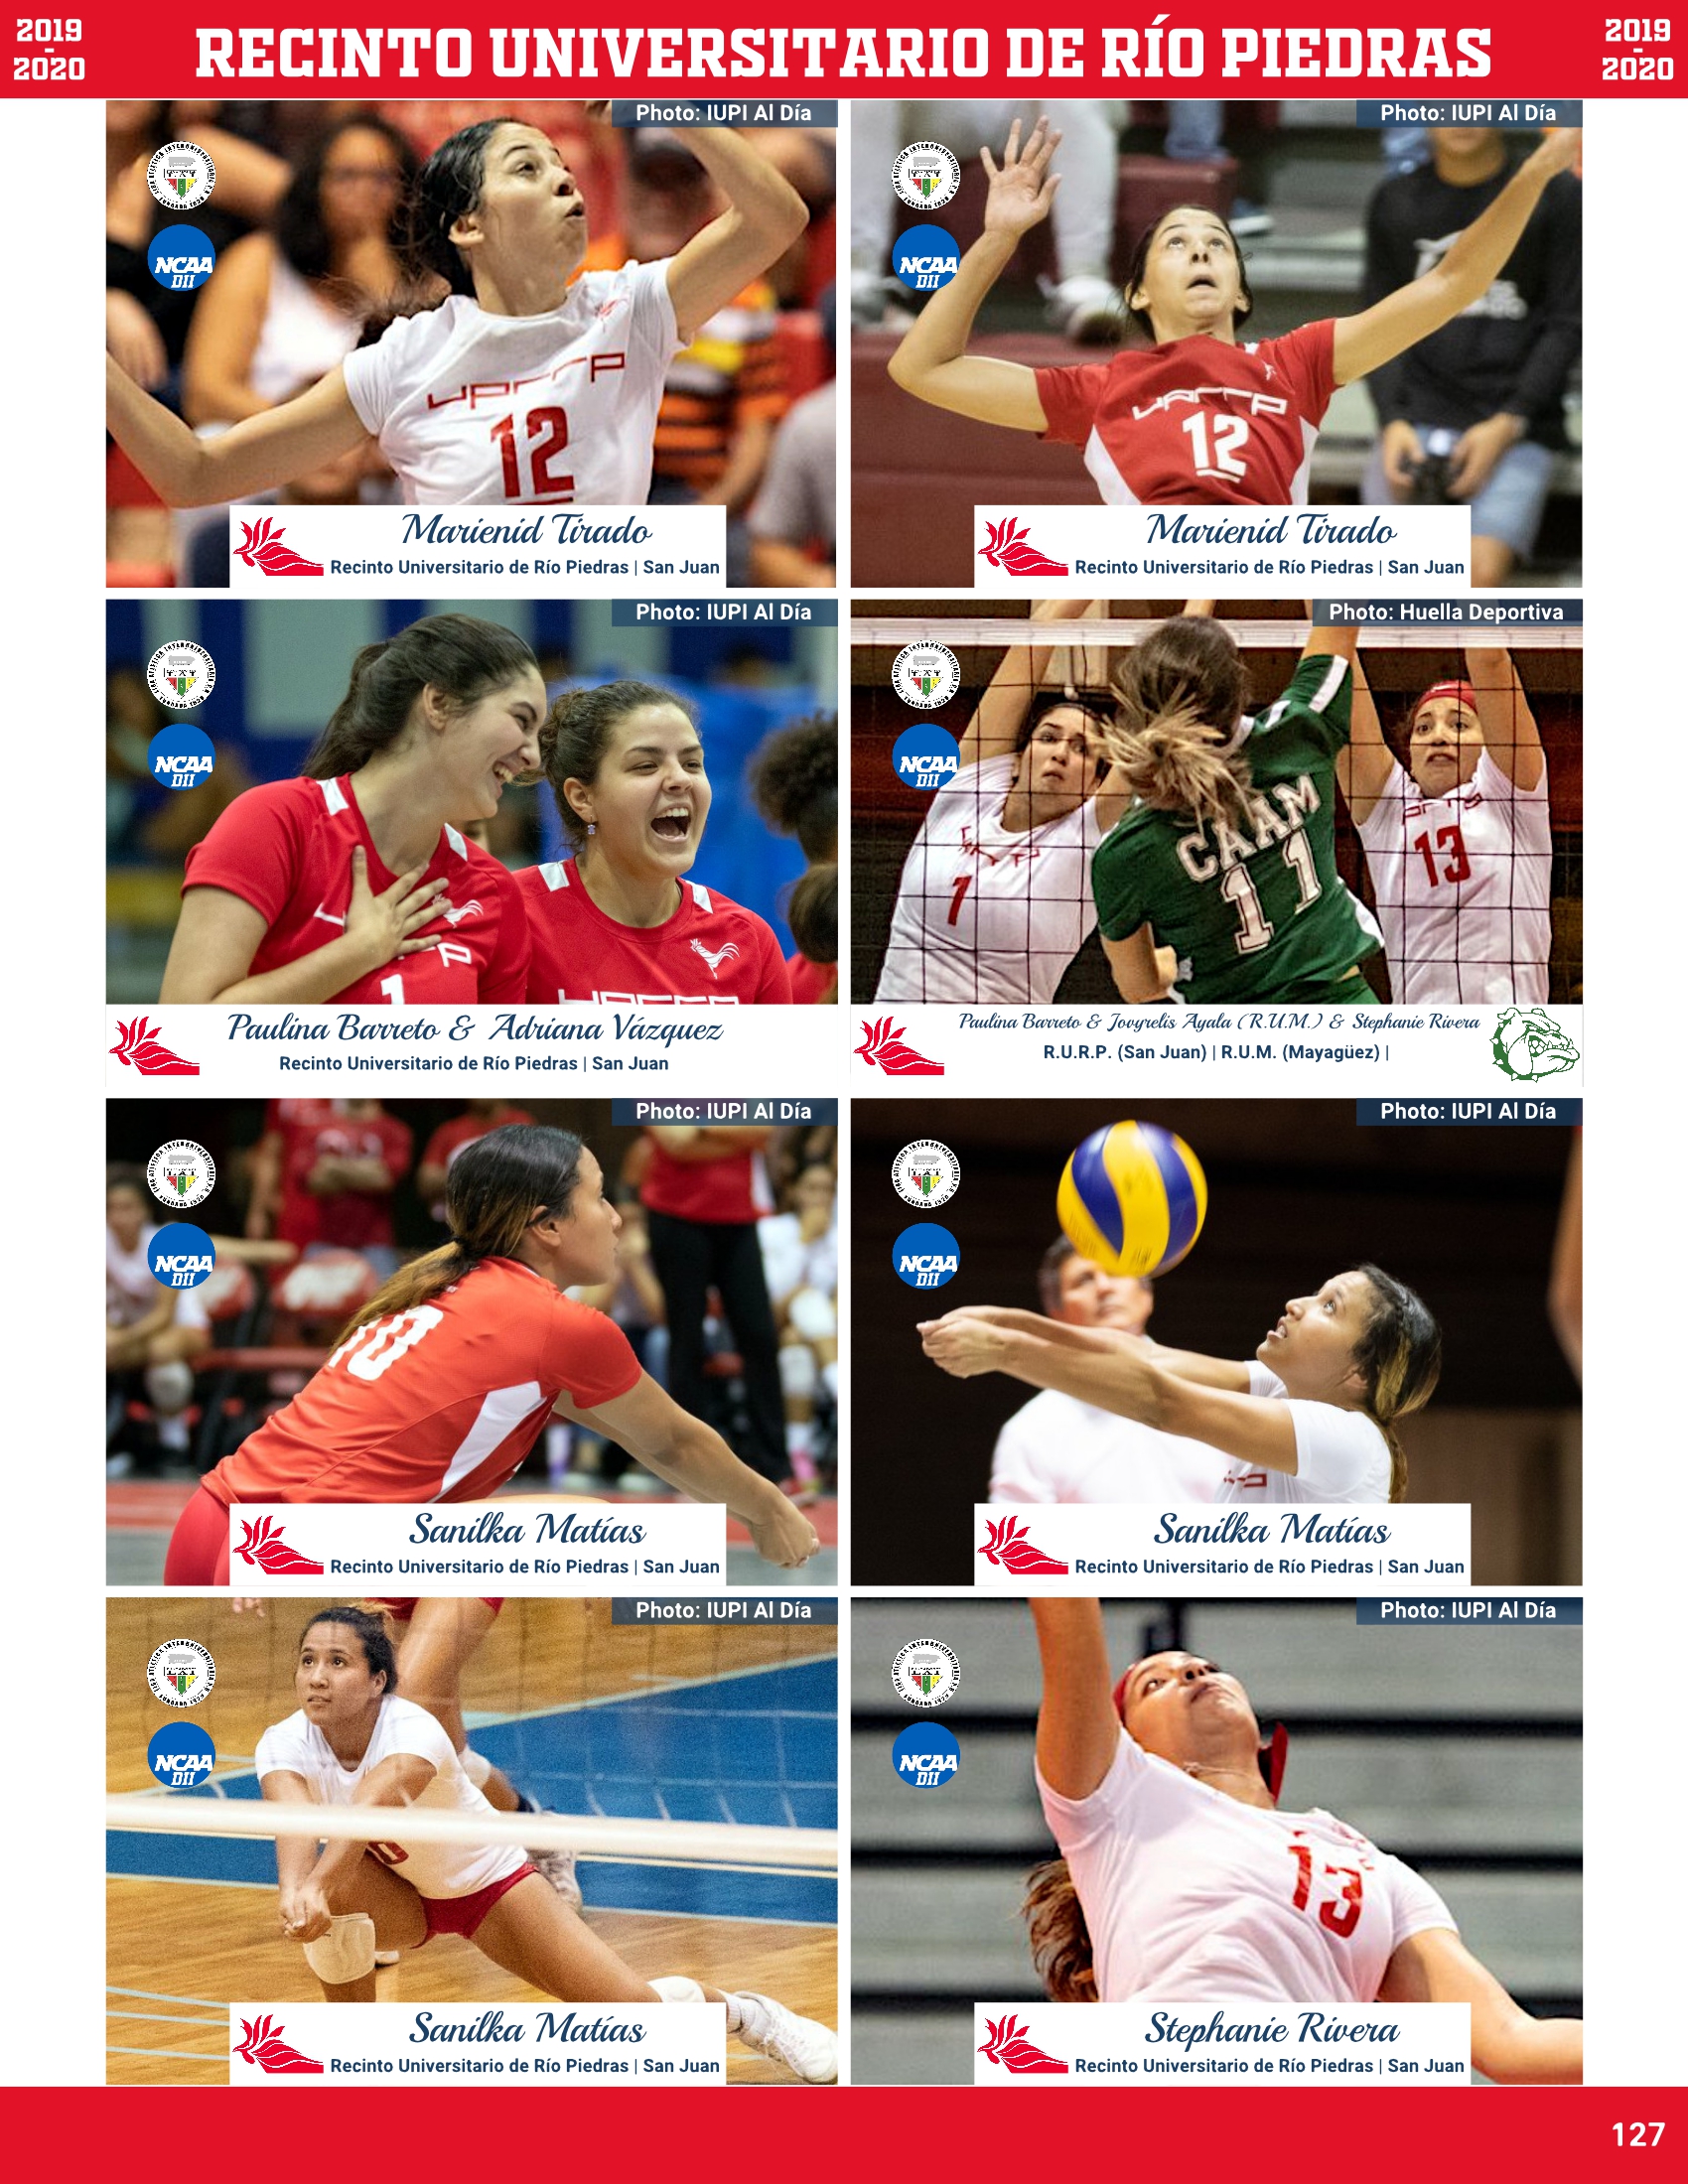 2019
-
2020
RECINTO UNIVERSITARIO DE RÍO PIEDRAS
2019
-
2020
Photo: IUPI Al Día
NCAA
DII
UPRRP
12
Marienid Tirado
Recinto Universitario de Río Piedras | San Juan
Photo: IUPI Al Día
NCAA
DII
UPRRP
12
Marienid Tirado
Recinto Universitario de Río Piedras | San Juan
Photo: IUPI Al Día
NCAA
DII
P
1
UPRRP
Paulina Barreto & Adriana Vázquez
Recinto Universitario de Río Piedras | San Juan
Photo: Huella Deportiva
NCAA
DII
1
CAAM
11
13
Paulina Barreto & Jovyrelis Ayala (R.U.M.) & Stephanie Rivera
R.U.R.P. (San Juan) | R.U.M. (Mayagüez) |
Photo: IUPI Al Día
NCAA
DII
10
Sanilka Matías
Recinto Universitario de Río Piedras | San Juan
Photo: IUPI Al Día
NCAA
DII
Sanilka Matías
Recinto Universitario de Río Piedras | San Juan
Photo: IUPI Al Día
NCAA
DII
Sanilka Matías
Recinto Universitario de Río Piedras | San Juan
Photo: IUPI Al Día
NCAA
DII
13
Stephanie Rivera
Recinto Universitario de Río Piedras | San Juan
127